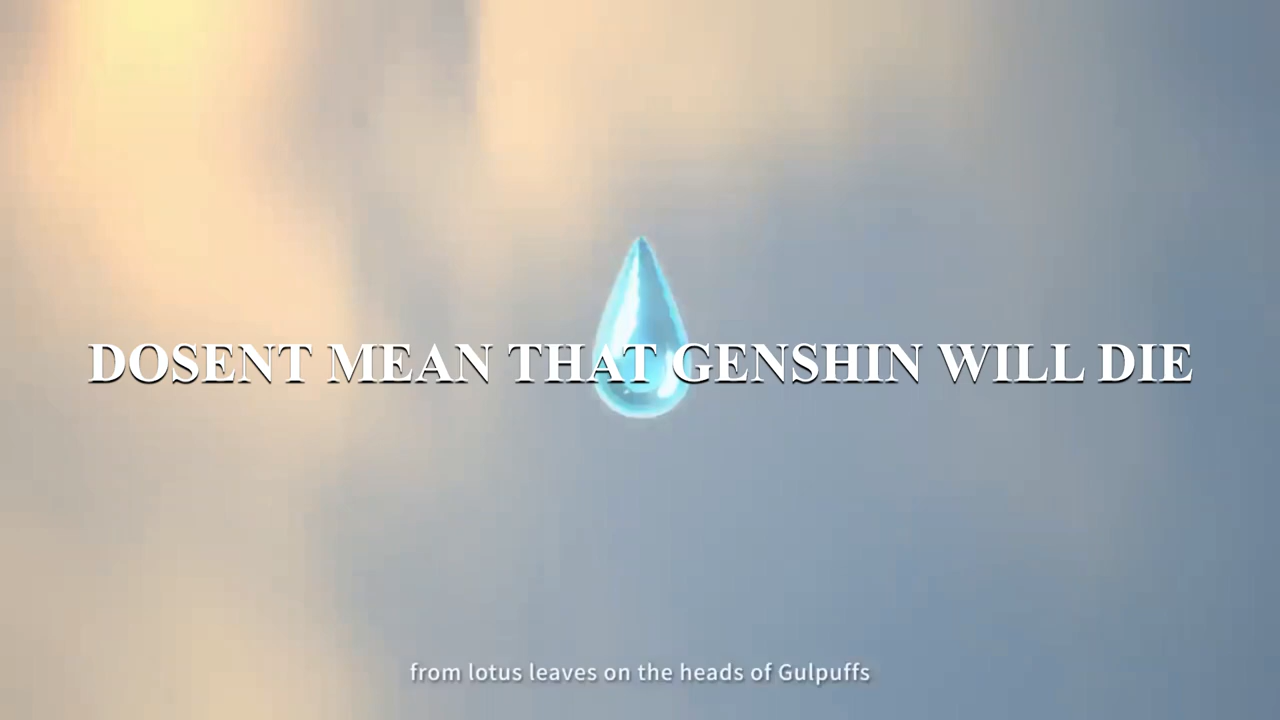 DOSENT MEAN THAT GENSHIN WILL DIE
from lotus leaves on the heads of Gulpuffs